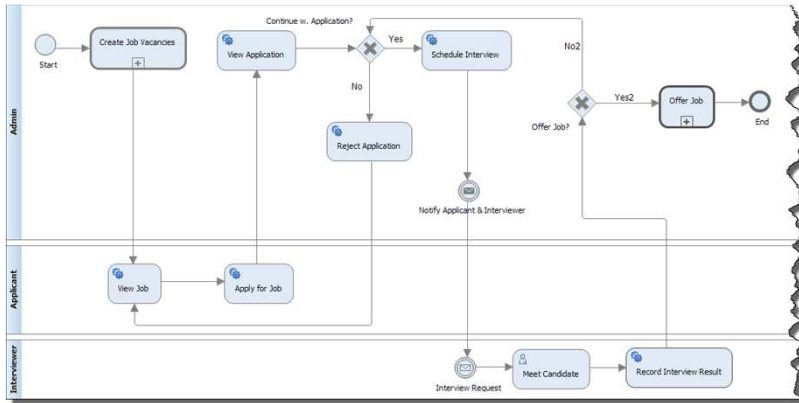 Admin
Start
Create Job Vacancies
View Application
Continue w. Application?
Yes
No
Schedule Interview
Reject Application
Notify Applicant & Interviewer
No2
Offer Job?
Yes2
Offer Job
End
Applicant
View Job
Apply for Job
Interviewer
Interview Request
Meet Candidate
Record Interview Result